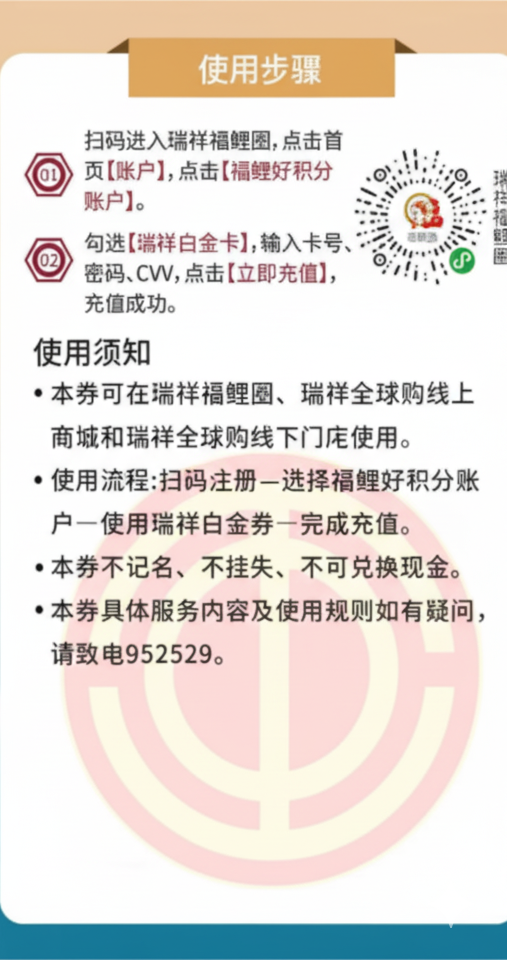 使用步骤
01
扫码进入瑞祥福鲤圈，点击首
页【账户】，点击【福鲤好积分
账户】。
02
勾选【瑞祥白金卡】，输入卡号、
密码、CVV，点击【立即充值】，
充值成功。
福鲤圈
瑞
祥
福
鲤
圈
使用须知
• 本券可在瑞祥福鲤圈、瑞祥全球购线上
商城和瑞祥全球购线下门店使用。
• 使用流程:扫码注册—选择福鲤好积分账
户—使用瑞祥白金券—完成充值。
• 本券不记名、不挂失、不可兑换现金。
• 本券具体服务内容及使用规则如有疑问，
请致电952529。